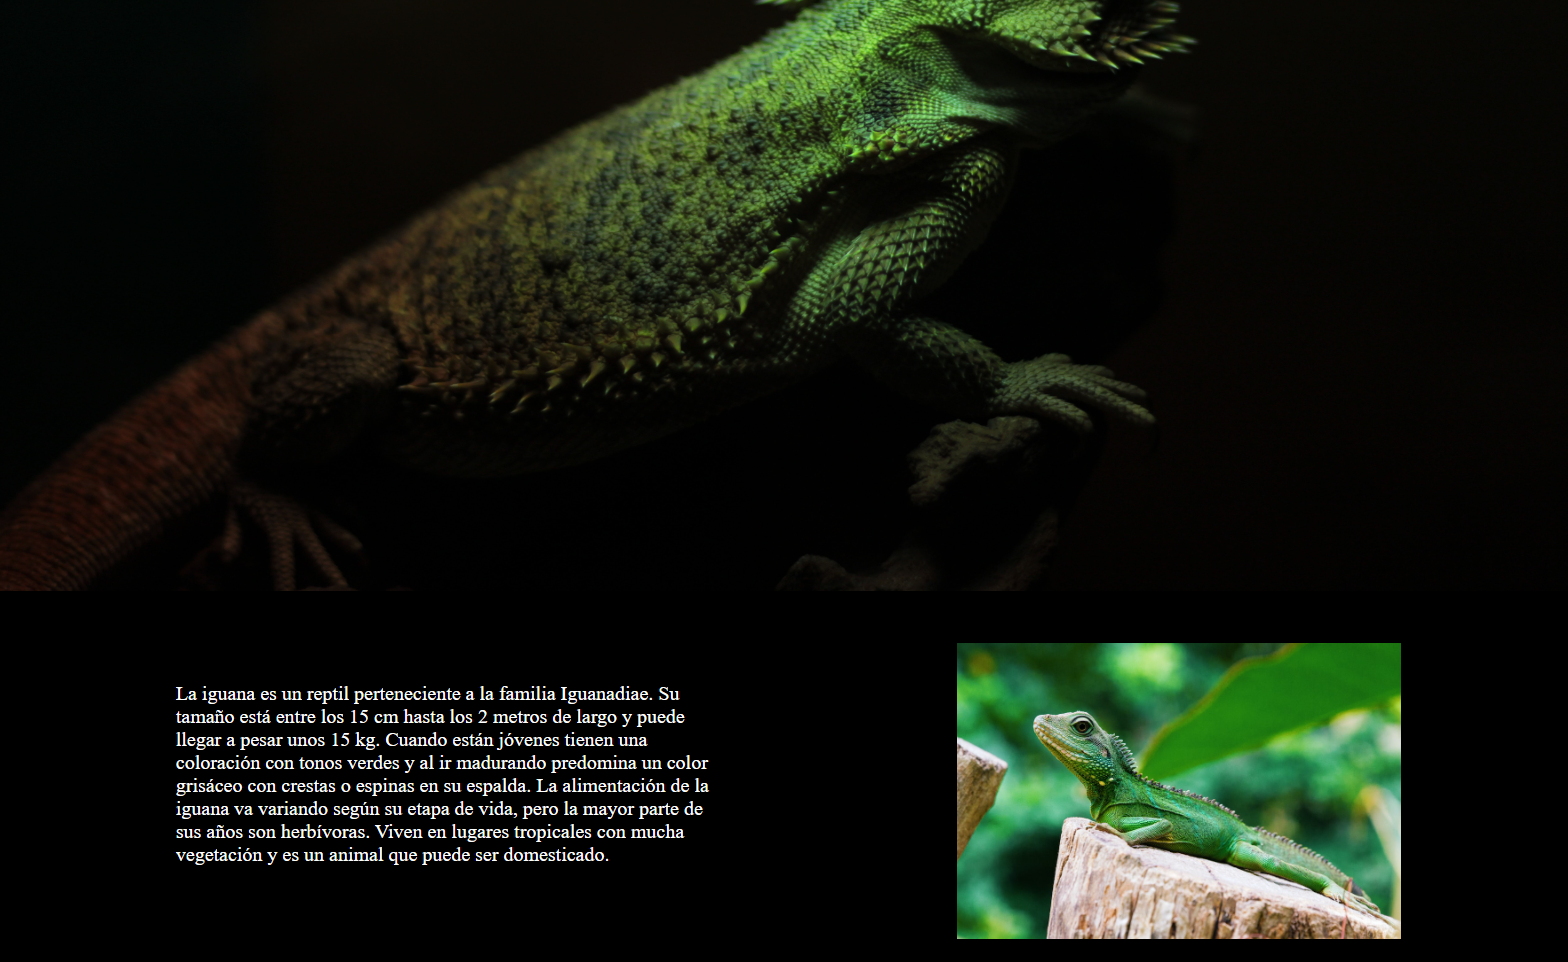 La iguana es un reptil perteneciente a la familia Iguanadiae. Su
tamaño está entre los 15 cm hasta los 2 metros de largo y puede
llegar a pesar unos 15 kg. Cuando están jóvenes tienen una
coloración con tonos verdes y al ir madurando predomina un color
grisáceo con crestas o espinas en su espalda. La alimentación de la
iguana va variando según su etapa de vida, pero la mayor parte de
sus años son herbívoras. Viven en lugares tropicales con mucha
vegetación y es un animal que puede ser domesticado.